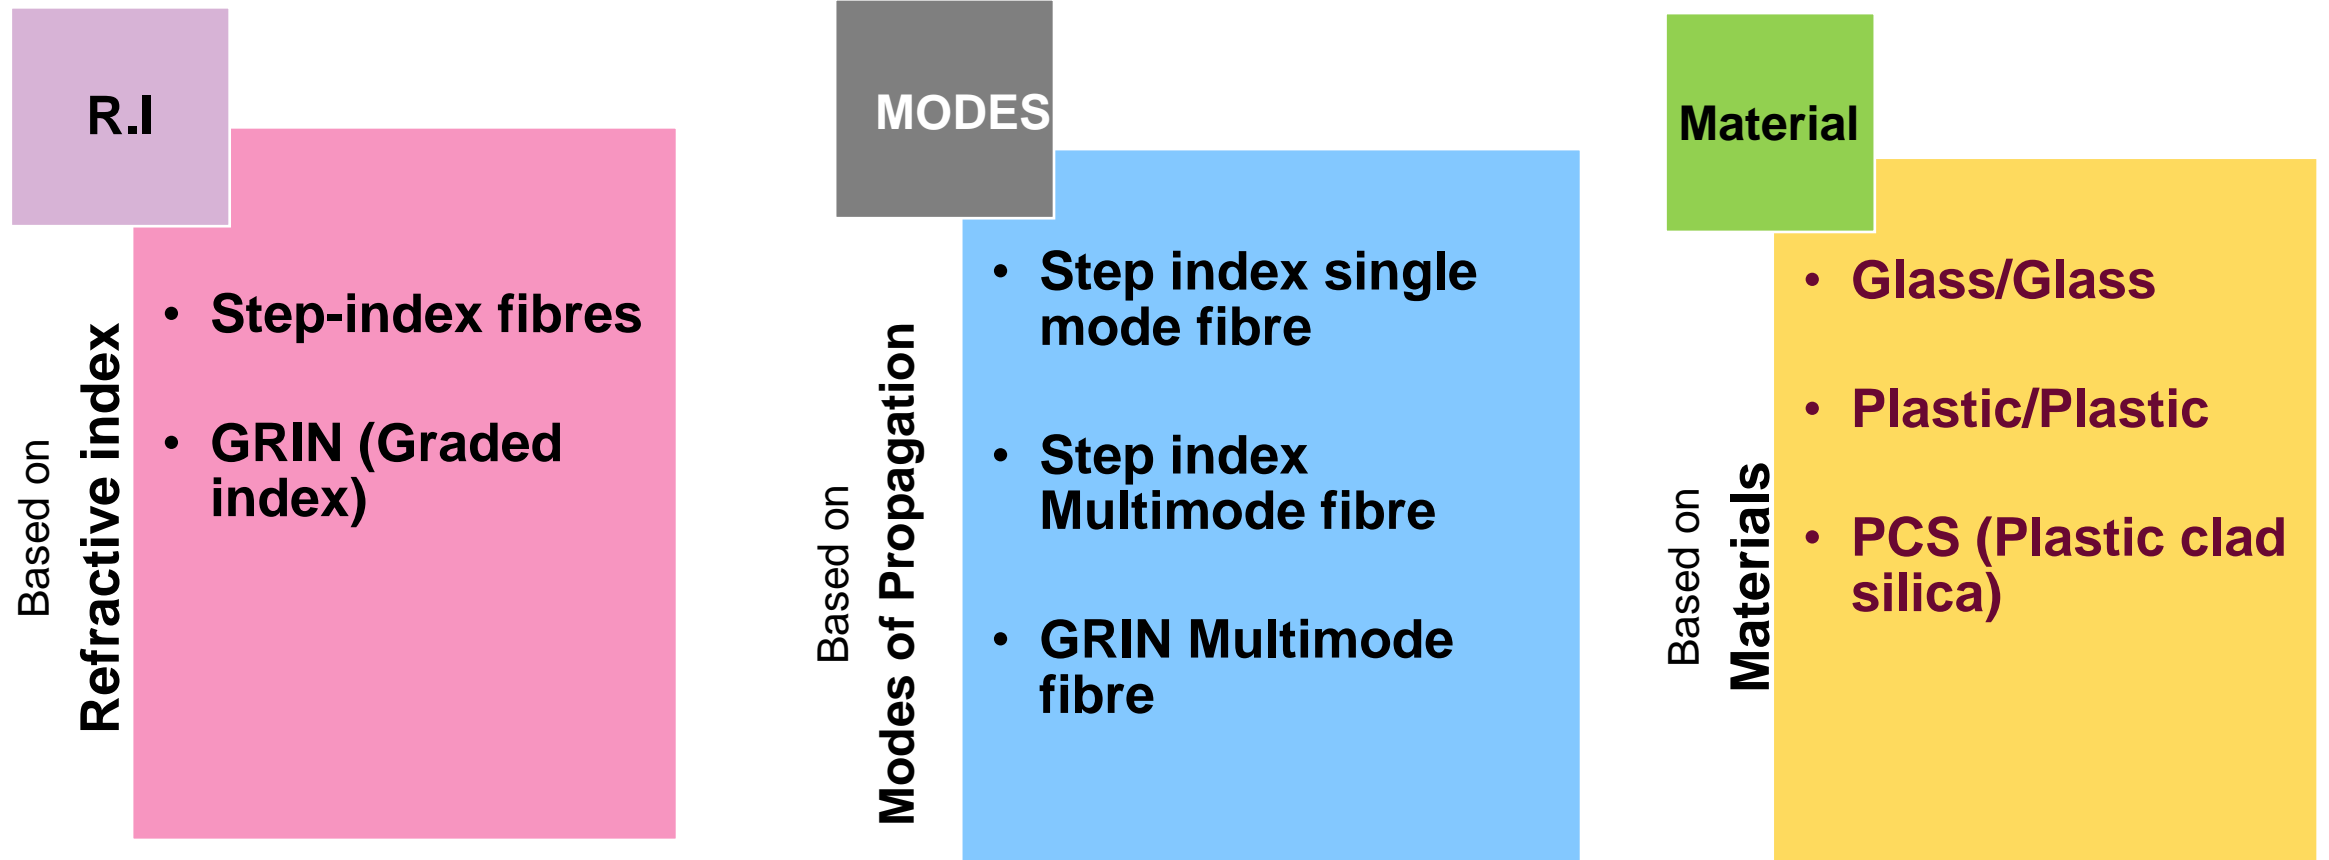 R.I
Based on
Refractive index
• Step-index fibres
• GRIN (Graded
index)
MODES
Based on
Modes of Propagation
• Step index single
mode fibre
• Step index
Multimode fibre
• GRIN Multimode
fibre
Material
Based on
Materials
• Glass/Glass
• Plastic/Plastic
• PCS (Plastic clad
silica)